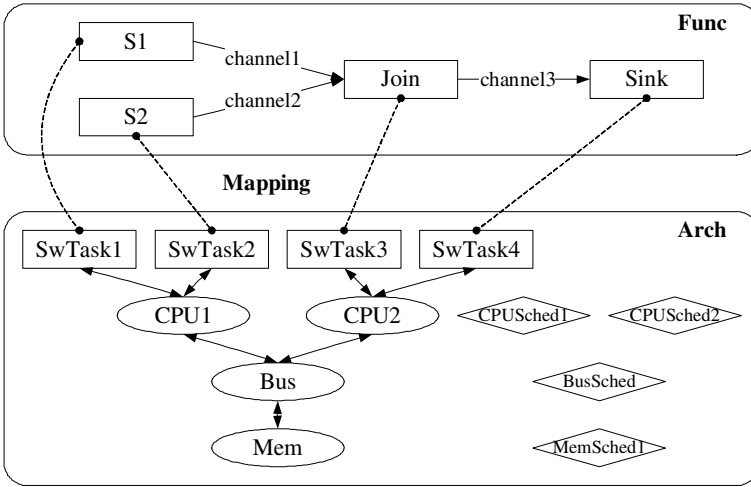 Func
S1
channel1
Join
channel3
Sink
channel2
S2
Mapping
Arch
SwTask1
SwTask2
SwTask3
SwTask4
CPU1
CPU2
CPUSched1
CPUSched2
Bus
BusSched
Mem
MemSched1